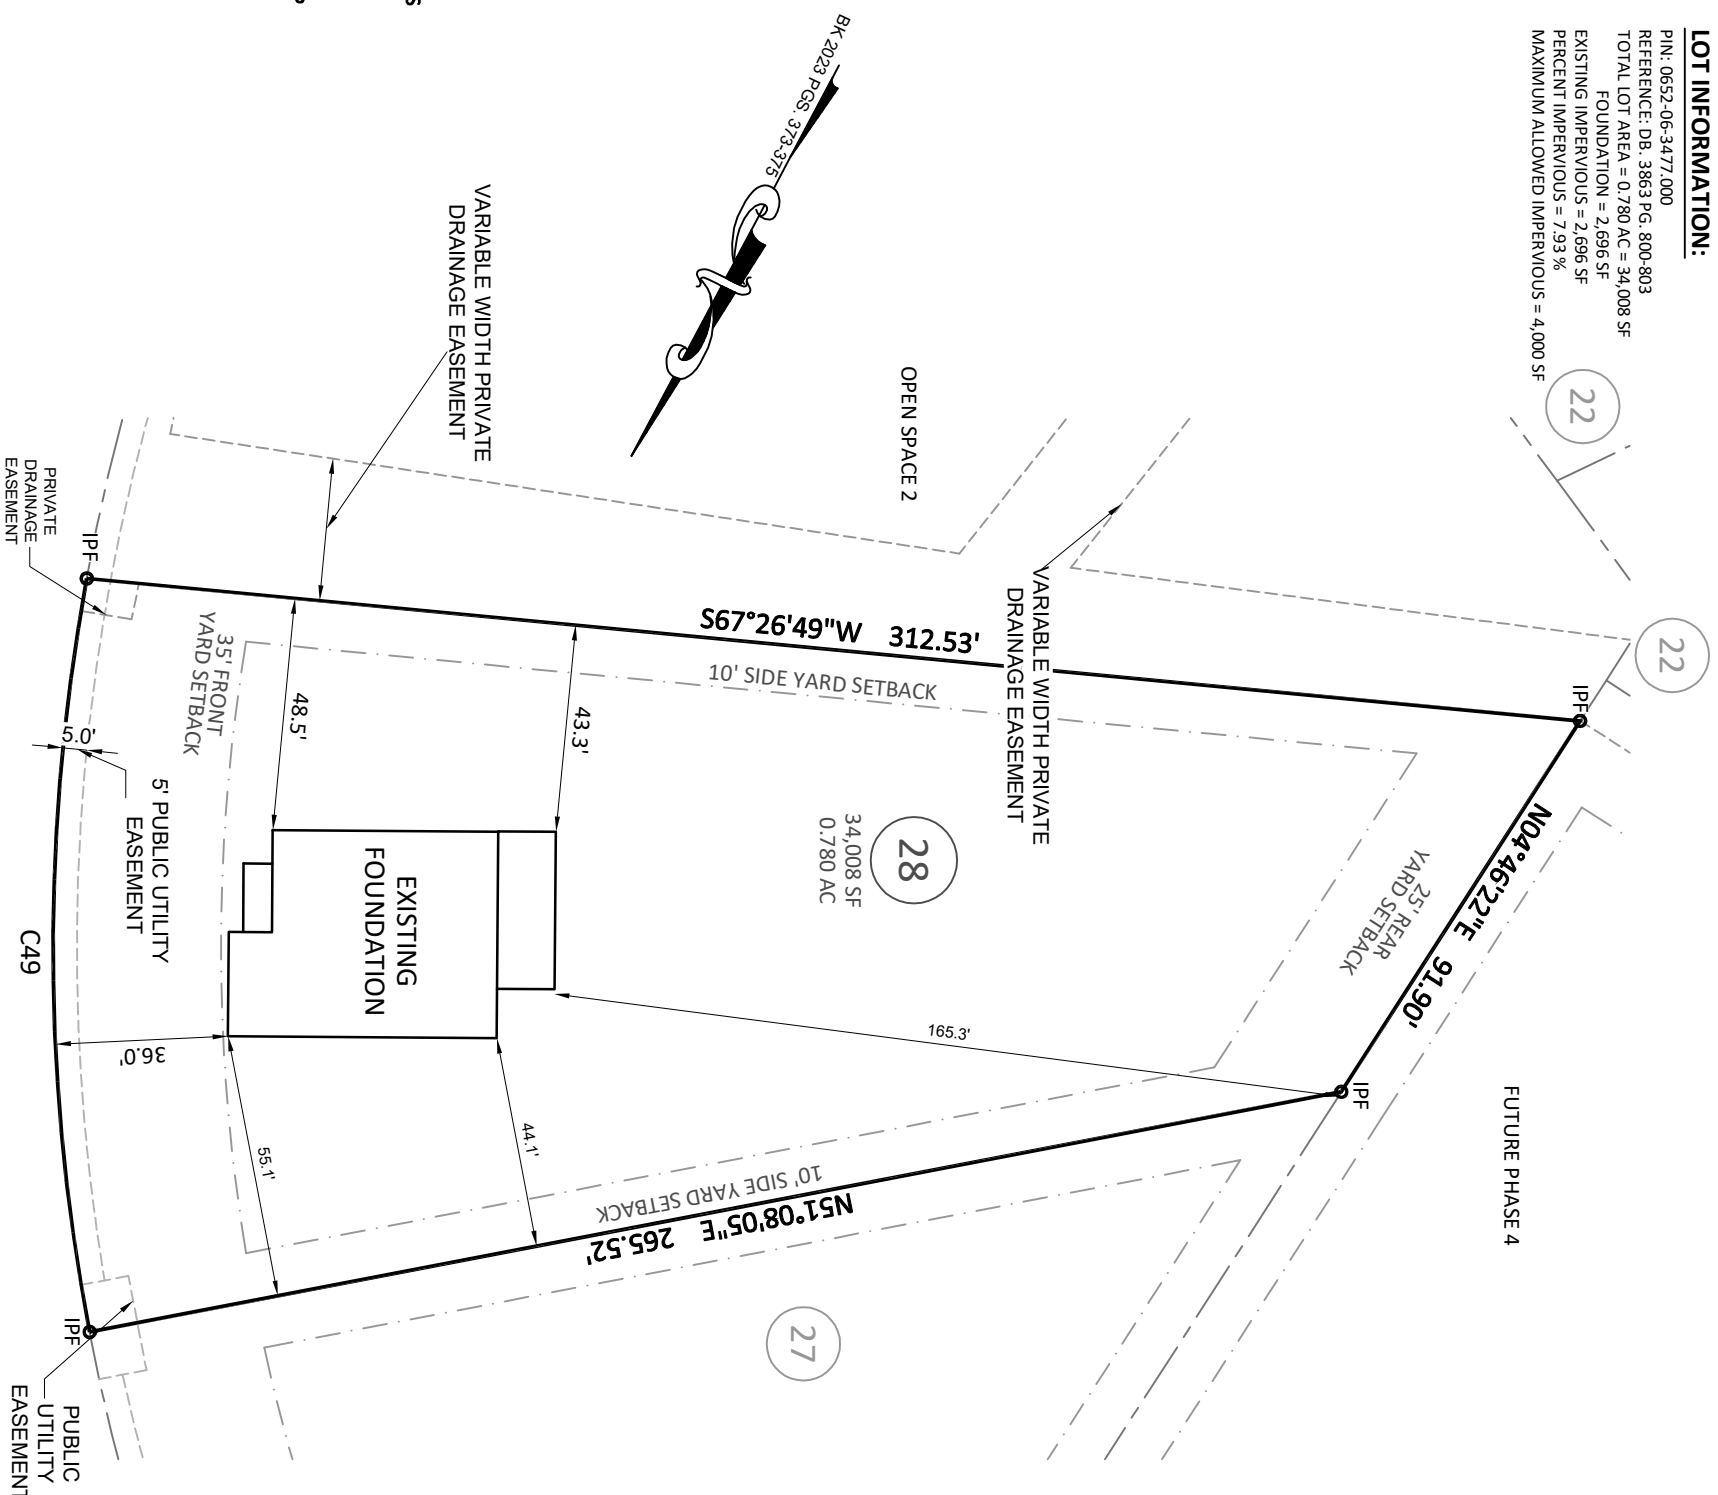 LOT INFORMATION:
PIN: 0652-06-3477.000
REFERENCE: DB. 3863 PG. 800-803
TOTAL LOT AREA = 0.780 AC = 34,008 SF
FOUNDATION = 2,696 SF
EXISTING IMPERVIOUS = 2,696 SF
PERCENT IMPERVIOUS = 7.93 %
MAXIMUM ALLOWED IMPERVIOUS = 4,000 SF
22
22
BK 2023 PGS. 373-375
OPEN SPACE 2
VARIABLE WIDTH PRIVATE
DRAINAGE EASEMENT
VARIABLE WIDTH PRIVATE
DRAINAGE EASEMENT
PRIVATE
DRAINAGE
EASEMENT
IPF
IPF
S67°26'49"W 312.53'
10' SIDE YARD SETBACK
35' FRONT
YARD SETBACK
48.5'
43.3'
5.0'
5' PUBLIC UTILITY
EASEMENT
28
34,008 SF
0.780 AC
N04°46'22"E 91.90'
25' REAR
YARD SETBACK
EXISTING
FOUNDATION
C49
36.0'
165.3'
55.1'
44.1'
IPF
FUTURE PHASE 4
10' SIDE YARD SETBACK
N51°08'05"E 265.52'
27
IPF
PUBLIC
UTILITY
EASEMENT